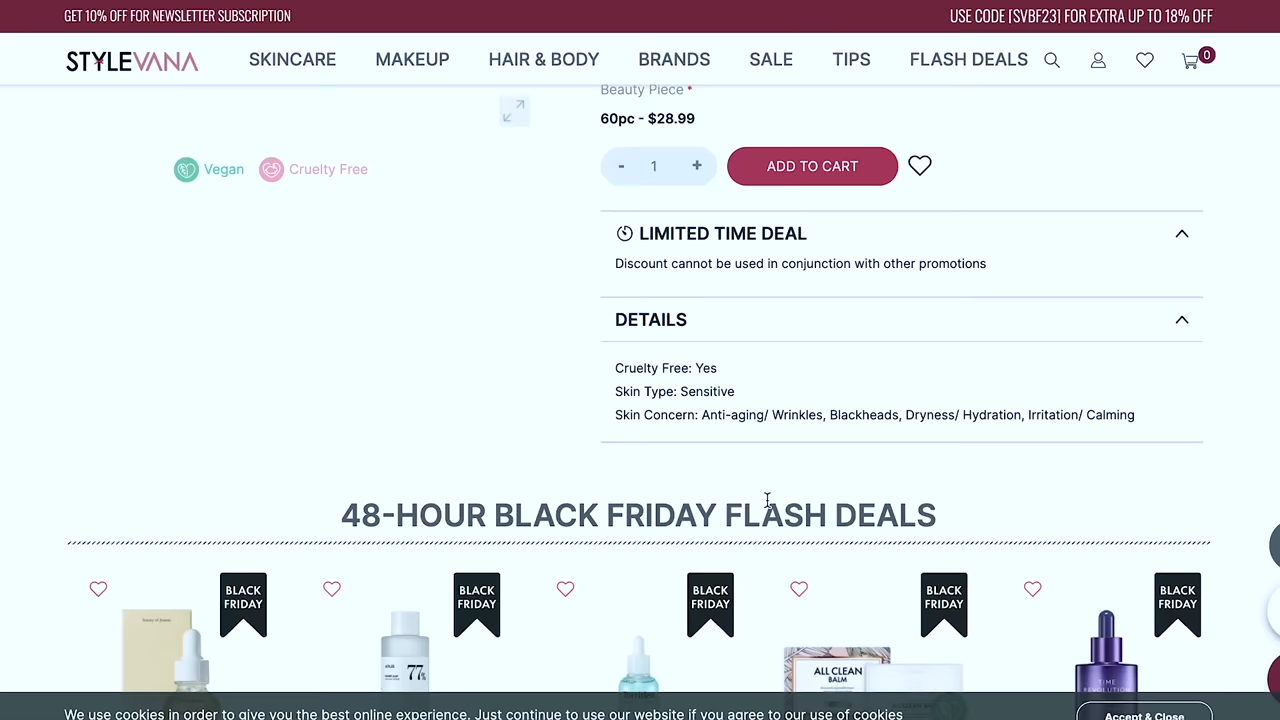 GET 10% OFF FOR NEWSLETTER SUBSCRIPTION
USE CODE [SVBF23] FOR EXTRA UP TO 18% OFF
STYLEVANA
SKINCARE MAKEUP HAIR & BODY BRANDS SALE TIPS FLASH DEALS
0
Beauty Piece *
60pc - $28.99
Vegan
Cruelty Free
- 1 +
ADD TO CART
LIMITED TIME DEAL
Discount cannot be used in conjunction with other promotions
DETAILS
Cruelty Free: Yes
Skin Type: Sensitive
Skin Concern: Anti-aging/ Wrinkles, Blackheads, Dryness/ Hydration, Irritation/ Calming
48-HOUR BLACK FRIDAY FLASH DEALS
BLACK
FRIDAY
BLACK
FRIDAY
BLACK
FRIDAY
BLACK
FRIDAY
BLACK
FRIDAY
77
ALL CLEAN
BALM
TIME
REVOLUTION
We use cookies in order to give you the best online experience. Just continue to use our website if you agree to our use of cookies
Accept & Close